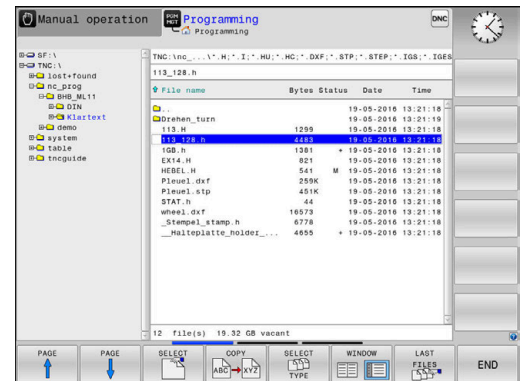 Manual operation
PGM MGT
Programming
Programming
DNC
SF:\
TNC:\
lost+found
nc_prog
BHB_ML11
DIN
Klartext
demo
system
table
tncguide
TNC:\nc_...\*.H;*.I;*.HU;*.HC;*.DXF;*.STP;*.STEP;*.IGS;*.IGES
113_128.h
File name Bytes Status Date Time
.. 19-05-2016 13:21:18
Drehen_turn 19-05-2016 13:21:19
113.H 1299 19-05-2016 13:21:18
113_128.h 4483 19-05-2016 13:21:18
1GB.h 1381 + 19-05-2016 13:21:18
EX14.H 821 19-05-2016 13:21:18
HEBEL.H 541 M 19-05-2016 13:21:18
Pleuel.dxf 259K 19-05-2016 13:21:18
Pleuel.stp 451K 19-05-2016 13:21:18
STAT.h 44 19-05-2016 13:21:18
wheel.dxf 16573 19-05-2016 13:21:18
_Stempel_stamp.h 6778 19-05-2016 13:21:18
__Halteplatte_holder_... 4655 + 19-05-2016 13:21:18
12 file(s) 19.32 GB vacant
PAGE
PAGE
SELECT
COPY
ABC XYZ
SELECT
TYPE
WINDOW
LAST
FILES
END